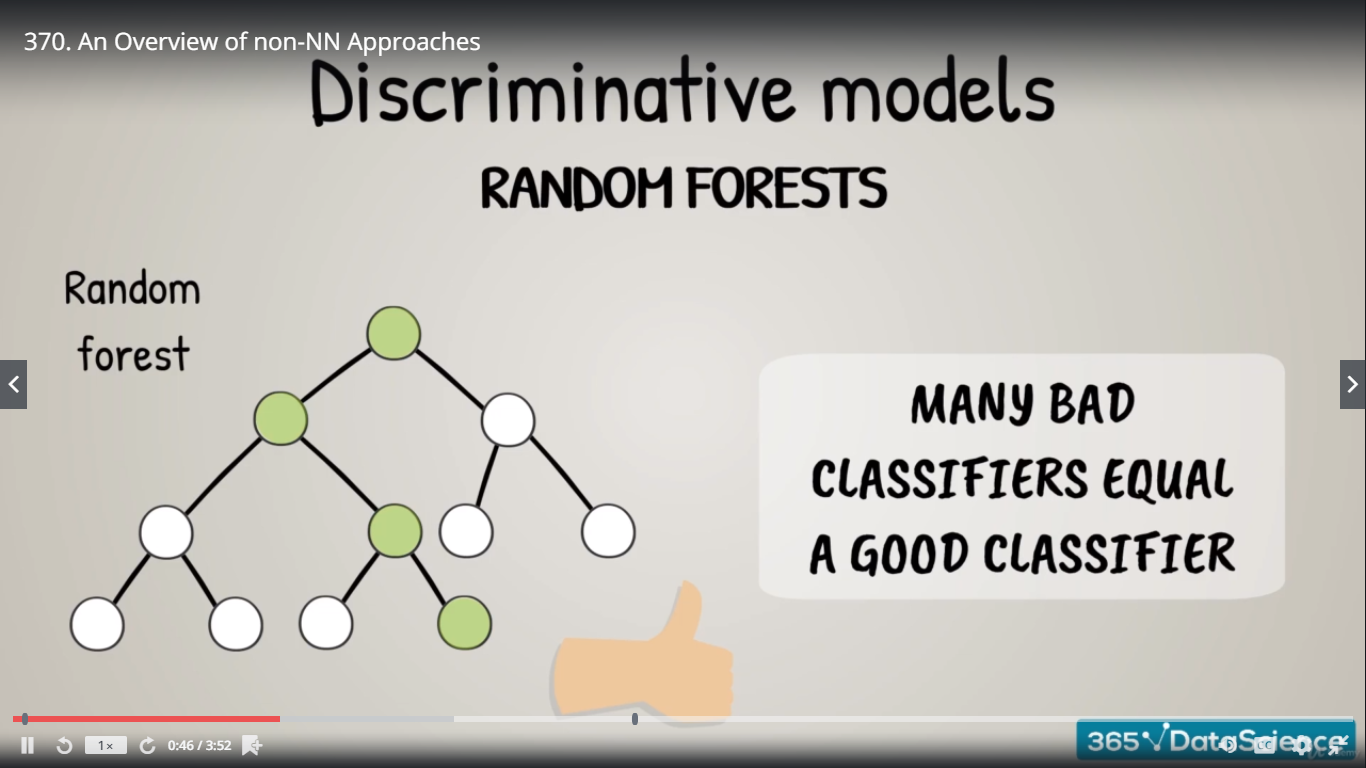 370. An Overview of non-NN Approaches
Discriminative models
RANDOM FORESTS
Random
forest
MANY BAD
CLASSIFIERS EQUAL
A GOOD CLASSIFIER
1×
0:46 / 3:52
365 DataScience
CC